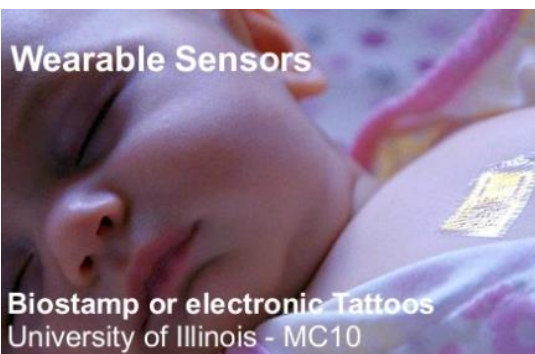 Wearable Sensors
Biostamp or electronic Tattoos
University of Illinois - MC10